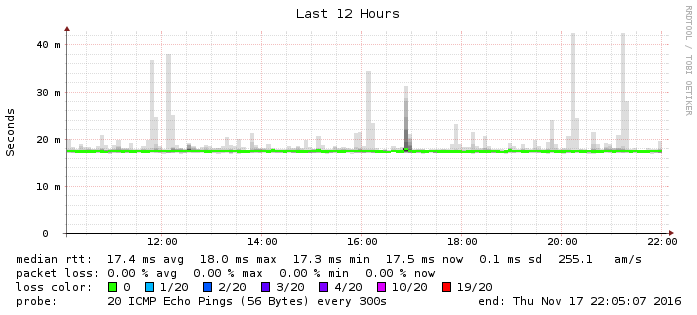 Last 12 Hours
RRDTOOL / TOBI OETIKER
Seconds
40 m
30 m
20 m
10 m
0
12:00 14:00 16:00 18:00 20:00 22:00
median rtt: 17.4 ms avg 18.0 ms max 17.3 ms min 17.5 ms now 0.1 ms sd 255.1 am/s
packet loss: 0.00 % avg 0.00 % max 0.00 % min 0.00 % now
loss color: 0 1/20 2/20 3/20 4/20 10/20 19/20
probe: 20 ICMP Echo Pings (56 Bytes) every 300s end: Thu Nov 17 22:05:07 2016